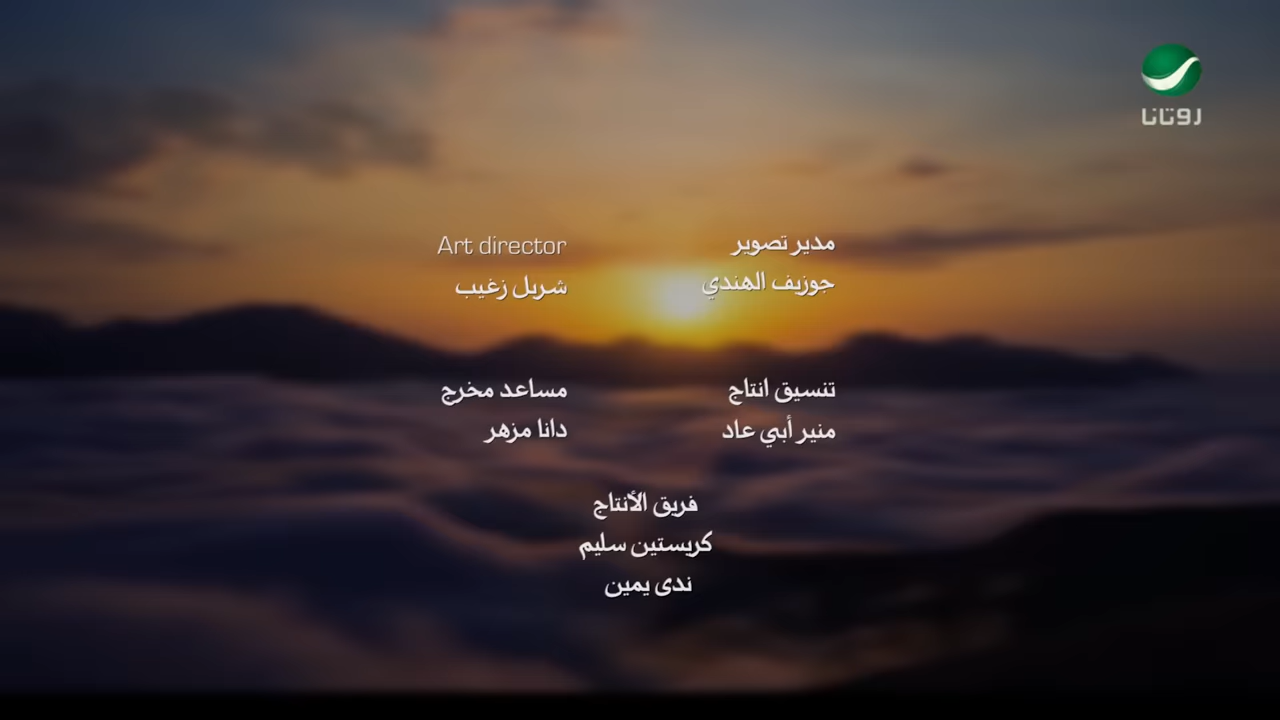 روتانا
مدير تصوير
جوزيف الهندي
Art director
شربل زغيب
تنسيق انتاج
منير أبي عاد
مساعد مخرج
دانا مزهر
فريق الأنتاج
كريستين سليم
ندى يمين